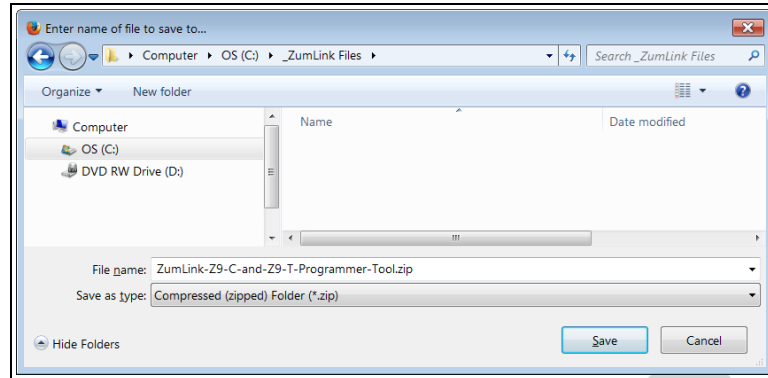 Enter name of file to save to...
Computer OS (C:) _ZumLink Files Search _ZumLink Files
Organize New folder
Name Date modified
Computer
OS (C:)
DVD RW Drive (D:)
File name: ZumLink-Z9-C-and-Z9-T-Programmer-Tool.zip
Save as type: Compressed (zipped) Folder (*.zip)
Hide Folders Save Cancel